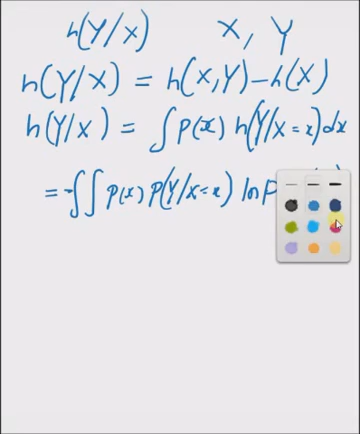 h(Y/X) X, Y
h(Y/X) = h(X,Y) - h(X)
h(Y/X) = ∫ p(x) h(Y/X=x) dx
= -∫∫ p(x) p(Y/X=x) ln p